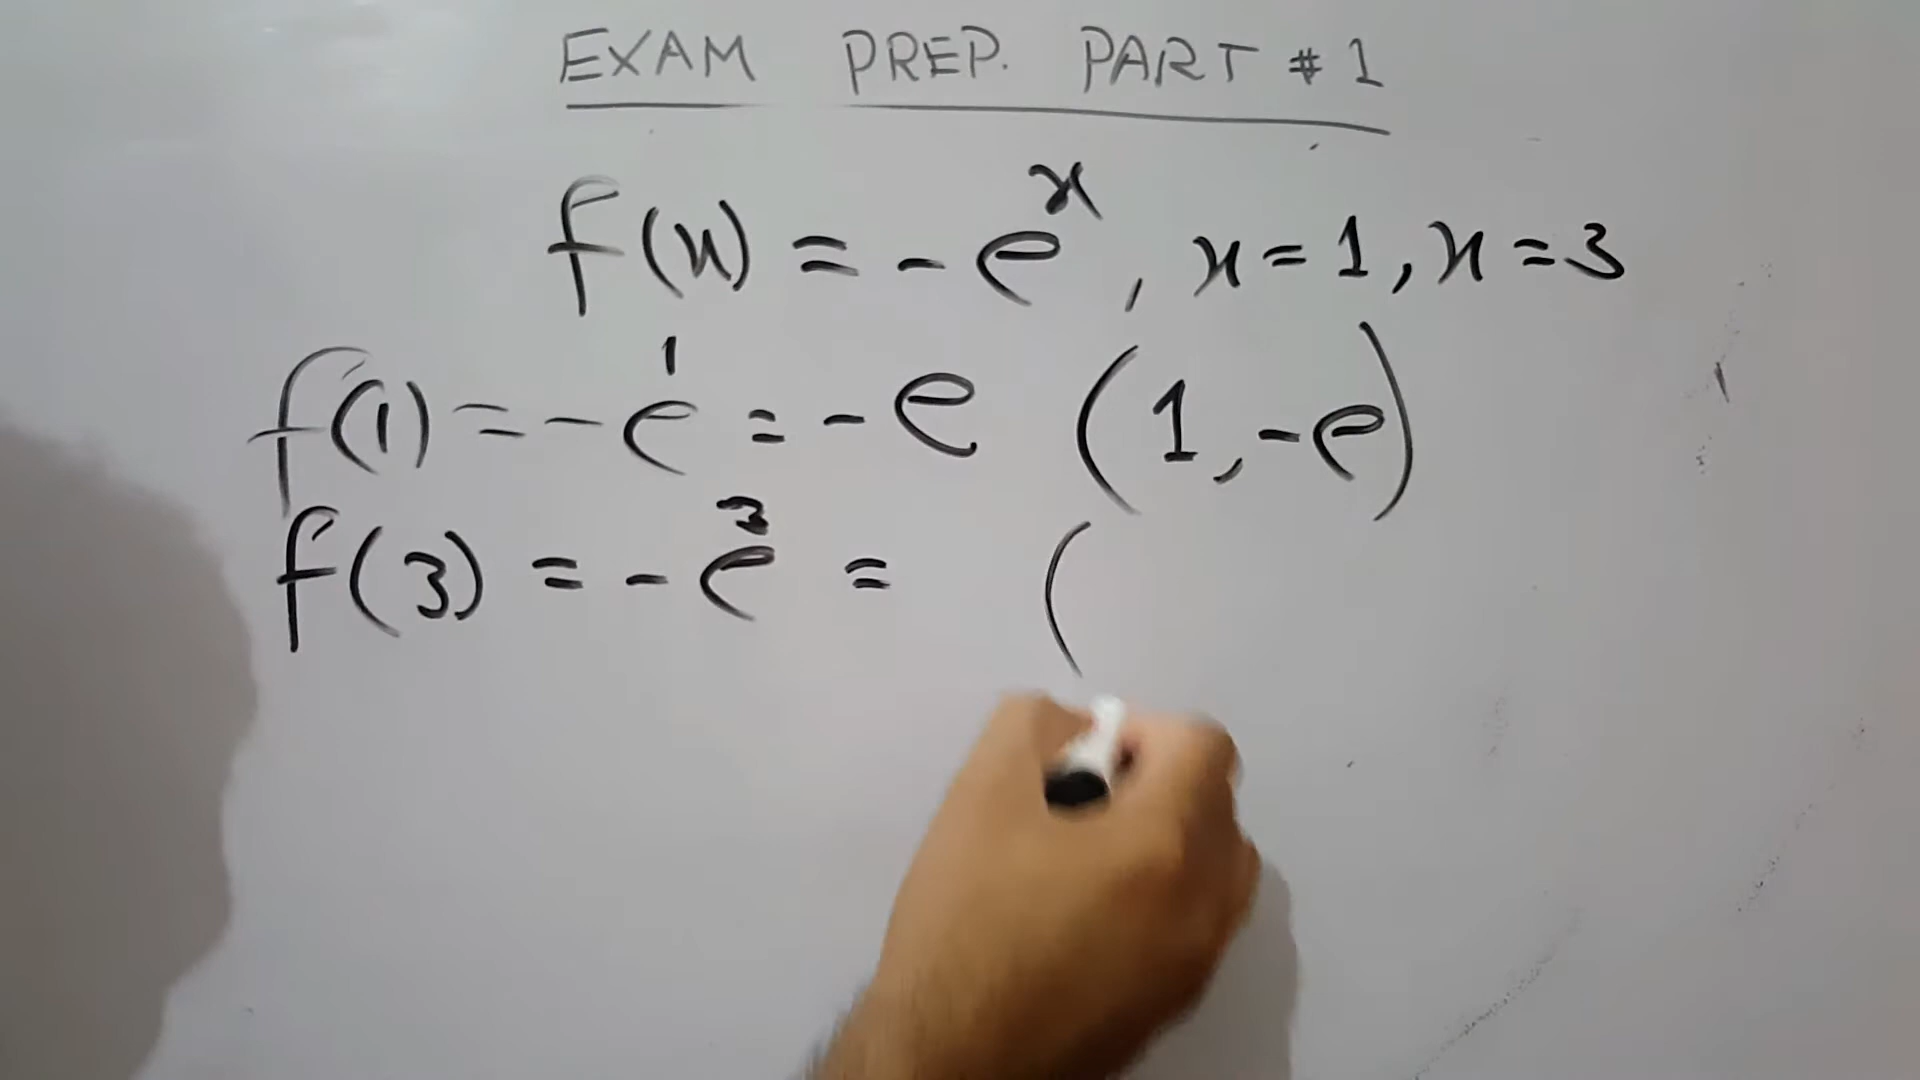 EXAM PREP. PART # 1
f(x) = -e^x, x=1, x=3
f(1) = -e^1 = -e (1, -e)
f(3) = -e^3 = (